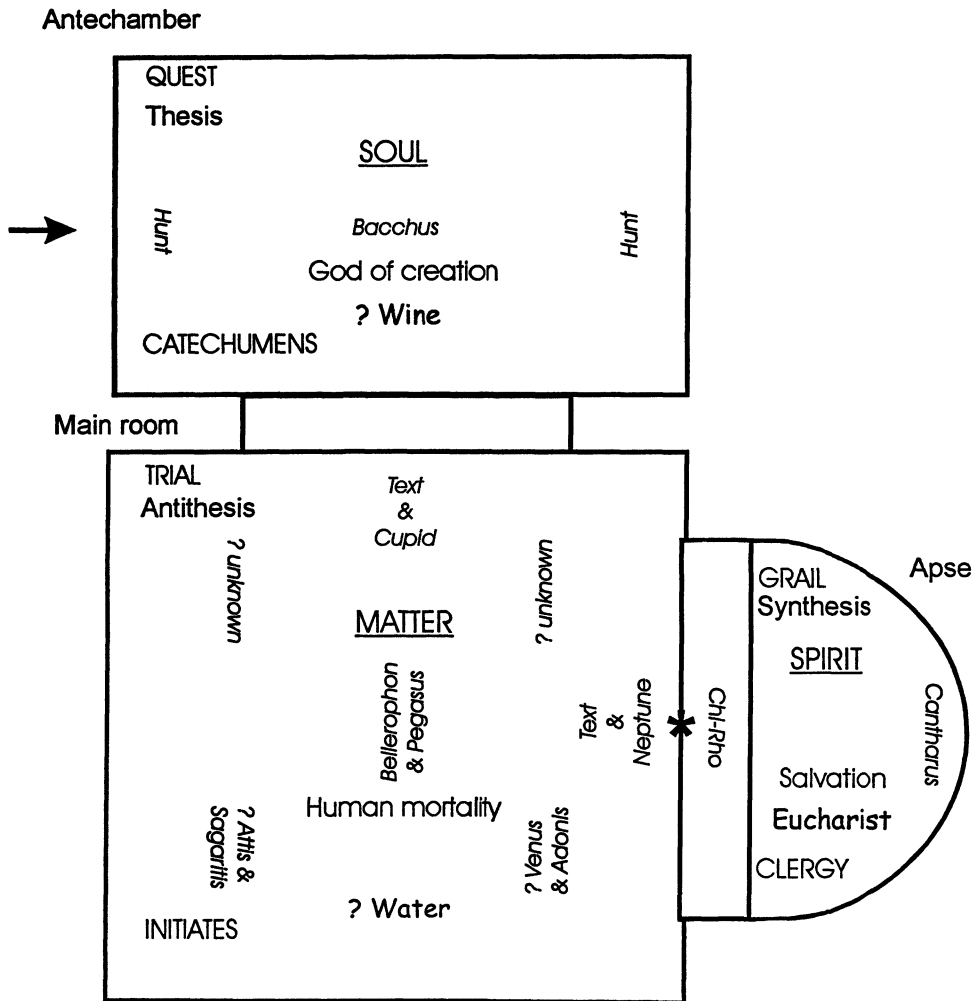 Antechamber
QUEST
Thesis
SOUL
Hunt
Bacchus
Hunt
God of creation
? Wine
CATECHUMENS
Main room
TRIAL
Antithesis
Text
&
Cupid
? unknown
? unknown
MATTER
Bellerophon
& Pegasus
Text
&
Neptune
*
Human mortality
? Attis &
Sagaritis
? Venus
& Adonis
? Water
INITIATES
Chi-Rho
Apse
GRAIL
Synthesis
SPIRIT
Cantharus
Salvation
Eucharist
CLERGY